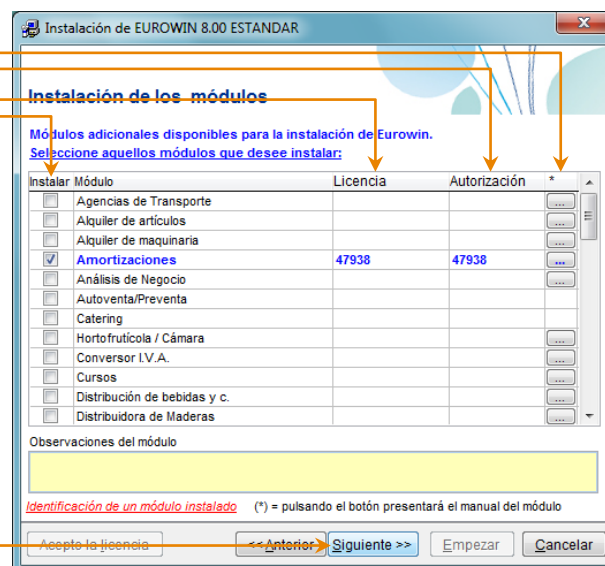 Instalación de EUROWIN 8.00 ESTANDAR
Instalación de los módulos
Módulos adicionales disponibles para la instalación de Eurowin.
Seleccione aquellos módulos que desee instalar:
Instalar Módulo Licencia Autorización *
Agencias de Transporte ...
Alquiler de artículos ...
Alquiler de maquinaria ...
Amortizaciones 47938 47938 ...
Análisis de Negocio ...
Autoventa/Preventa
Catering
Hortofrutícola / Cámara ...
Conversor I.V.A. ...
Cursos ...
Distribución de bebidas y c. ...
Distribuidora de Maderas ...
Observaciones del módulo
Identificación de un módulo instalado (*) = pulsando el botón presentará el manual del módulo
Acepto la licencia << Anterior Siguiente >> Empezar Cancelar